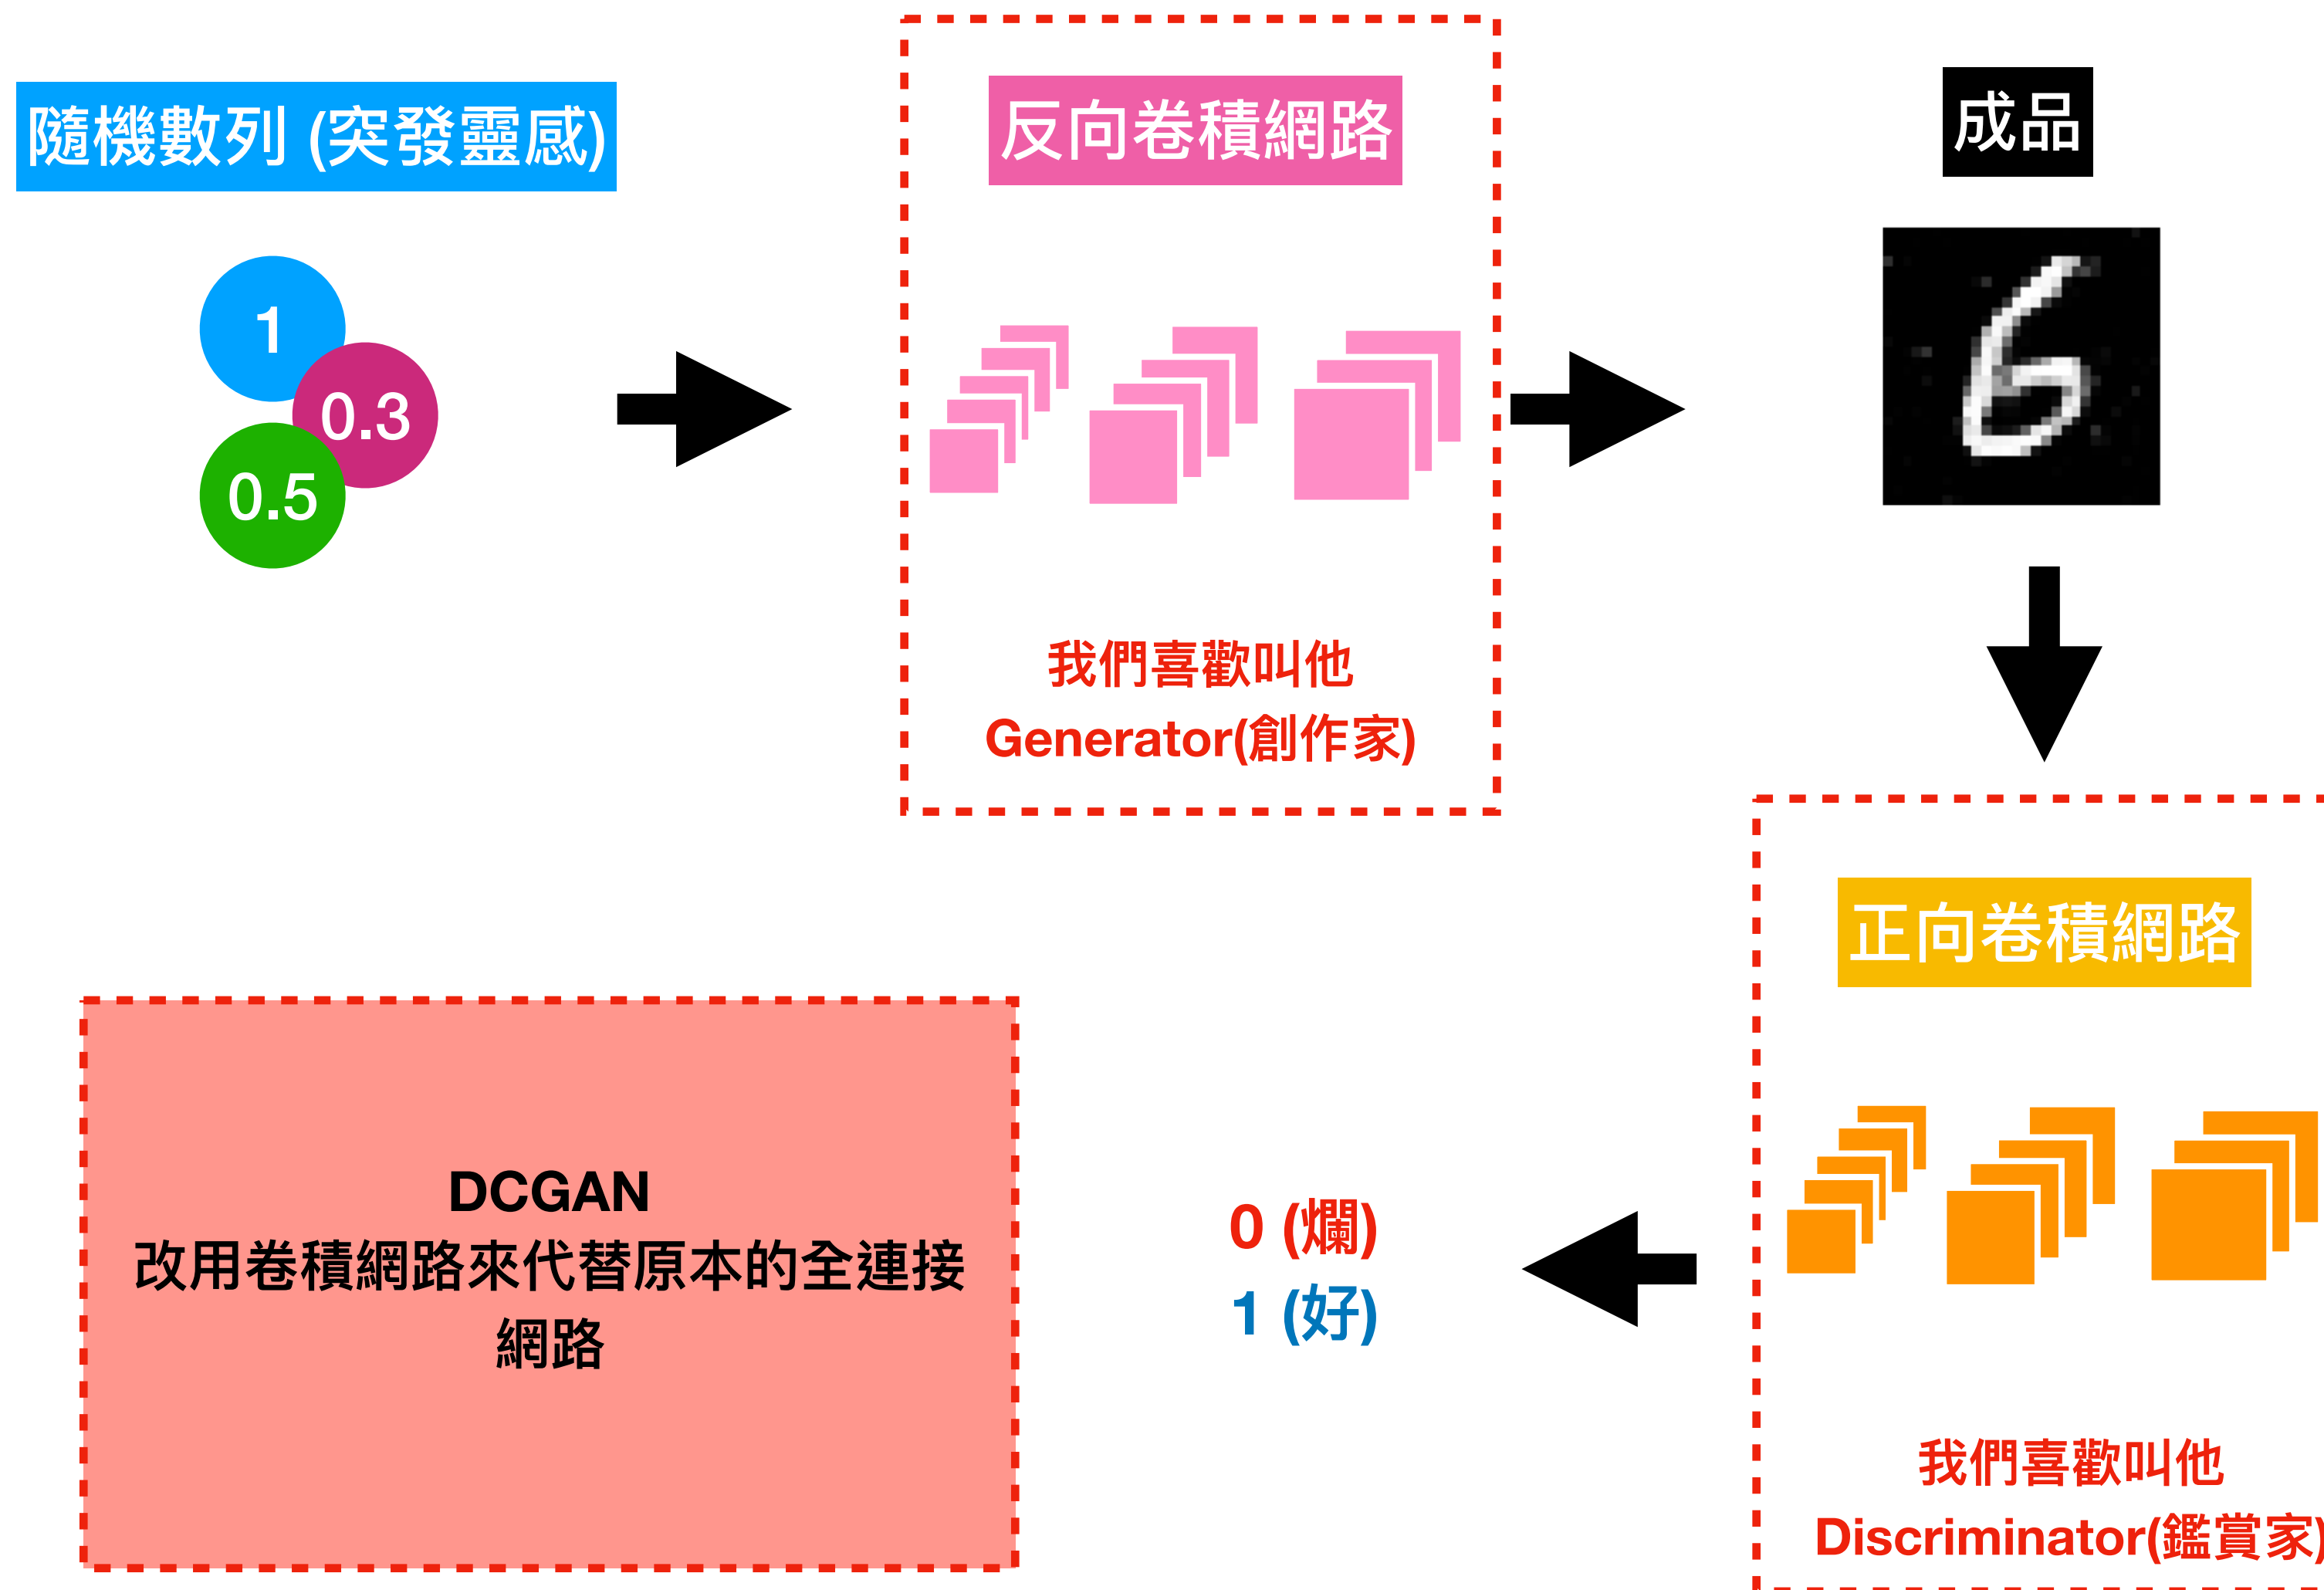 隨機數列 (突發靈感)
1
0.3
0.5
反向卷積網路
我們喜歡叫他
Generator(創作家)
成品
正向卷積網路
我們喜歡叫他
Discriminator(鑑賞家)
0 (爛)
1 (好)
DCGAN
改用卷積網路來代替原本的全連接
網路